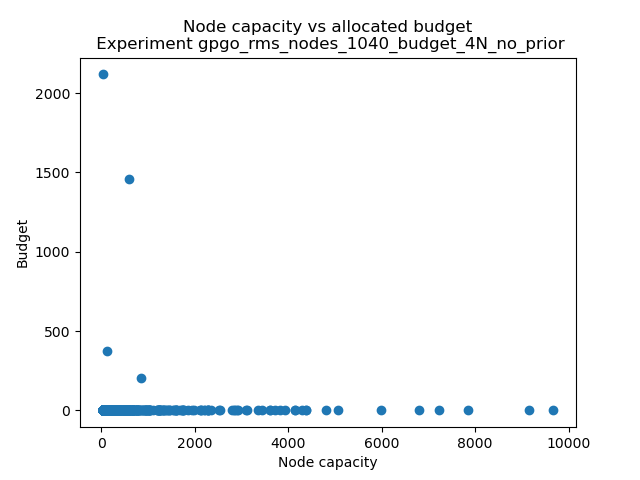 Node capacity vs allocated budget
Experiment gpgo_rms_nodes_1040_budget_4N_no_prior
2000
1500
1000
500
0
Budget
0 2000 4000 6000 8000 10000
Node capacity